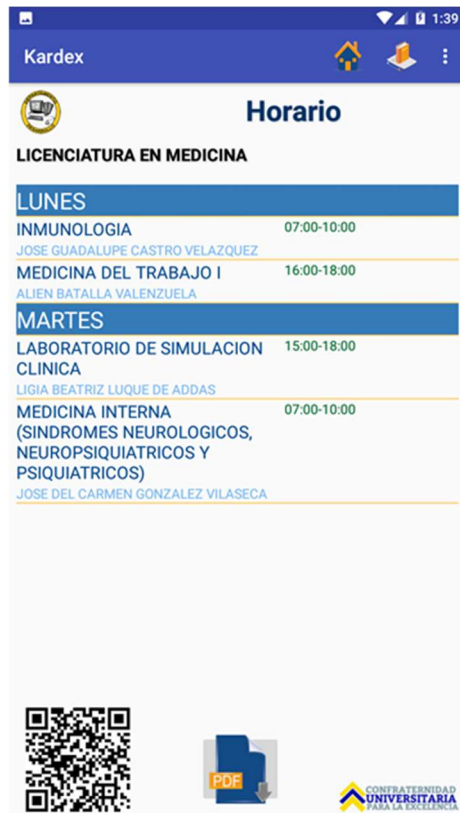 1:39
Kardex
Horario
LICENCIATURA EN MEDICINA
LUNES
INMUNOLOGIA 07:00-10:00
JOSE GUADALUPE CASTRO VELAZQUEZ
MEDICINA DEL TRABAJO I 16:00-18:00
ALIEN BATALLA VALENZUELA
MARTES
LABORATORIO DE SIMULACION 15:00-18:00
CLINICA
LIGIA BEATRIZ LUQUE DE ADDAS
MEDICINA INTERNA 07:00-10:00
(SINDROMES NEUROLOGICOS,
NEUROPSIQUIATRICOS Y
PSIQUIATRICOS)
JOSE DEL CARMEN GONZALEZ VILASECA
PDF
CONFRATERNIDAD
UNIVERSITARIA
PARA LA EXCELENCIA